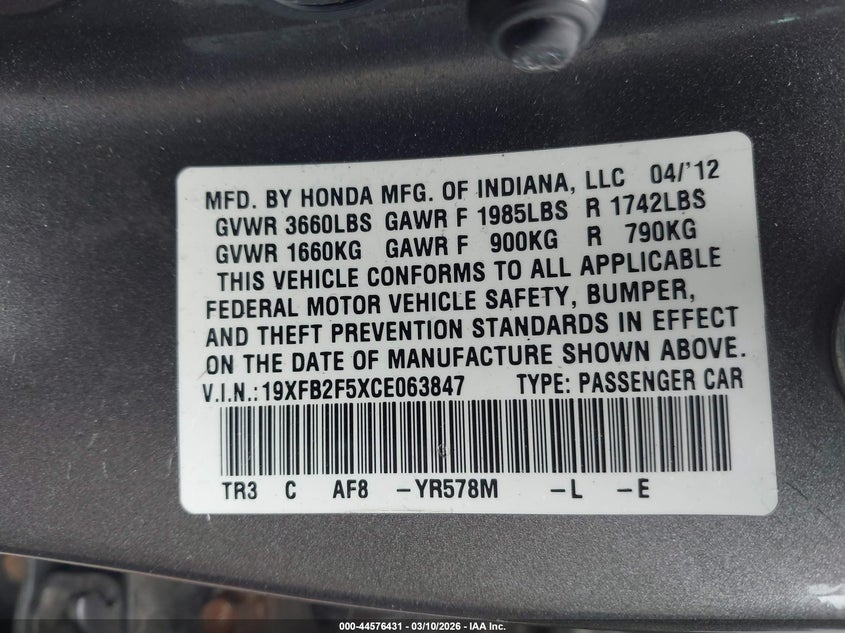 MFD. BY HONDA MFG. OF INDIANA, LLC 04/'12
GVWR 3660LBS GAWR F 1985LBS R 1742LBS
GVWR 1660KG GAWR F 900KG R 790KG
THIS VEHICLE CONFORMS TO ALL APPLICABLE
FEDERAL MOTOR VEHICLE SAFETY, BUMPER,
AND THEFT PREVENTION STANDARDS IN EFFECT
ON THE DATE OF MANUFACTURE SHOWN ABOVE.
V.I.N.: 19XFB2F5XCE063847 TYPE: PASSENGER CAR
TR3 C AF8 -YR578M -L -E
000-44576431 - 03/10/2026 - IAA Inc.